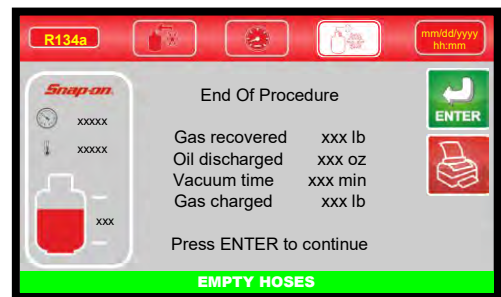 R134a
mm/dd/yyyy
hh:mm
Snap-on
xxxxx
xxxxx
xxx
End Of Procedure
Gas recovered xxx lb
Oil discharged xxx oz
Vacuum time xxx min
Gas charged xxx lb
Press ENTER to continue
ENTER
EMPTY HOSES